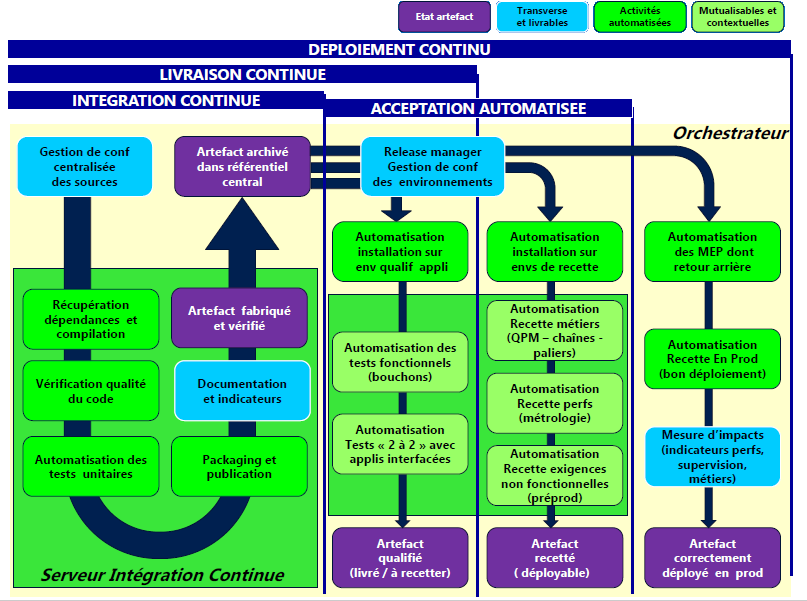 Etat artefact
Transverse
et livrables
Activités
automatisées
Mutualisables et
contextuelles
DEPLOIEMENT CONTINU
LIVRAISON CONTINUE
INTEGRATION CONTINUE
ACCEPTATION AUTOMATISEE
Orchestrateur
Gestion de conf
centralisée
des sources
Artefact archivé
dans référentiel
central
Release manager
Gestion de conf
des environnements
Automatisation
installation sur
env qualif appli
Automatisation
installation sur
envs de recette
Automatisation
des MEP dont
retour arrière
Récupération
dépendances et
compilation
Artefact fabriqué
et vérifié
Vérification qualité
du code
Documentation
et indicateurs
Automatisation des
tests unitaires
Packaging et
publication
Serveur Intégration Continue
Automatisation des
tests fonctionnels
(bouchons)
Automatisation
Tests « 2 à 2 » avec
applis interfacées
Artefact
qualifié
(livré / à recetter)
Automatisation
Recette métiers
(QPM – chaînes -
paliers)
Automatisation
Recette perfs
(métrologie)
Automatisation
Recette exigences
non fonctionnelles
(préprod)
Artefact
recetté
( déployable)
Automatisation
Recette En Prod
(bon déploiement)
Mesure d'impacts
(indicateurs perfs,
supervision,
métiers)
Artefact
correctement
déployé en prod